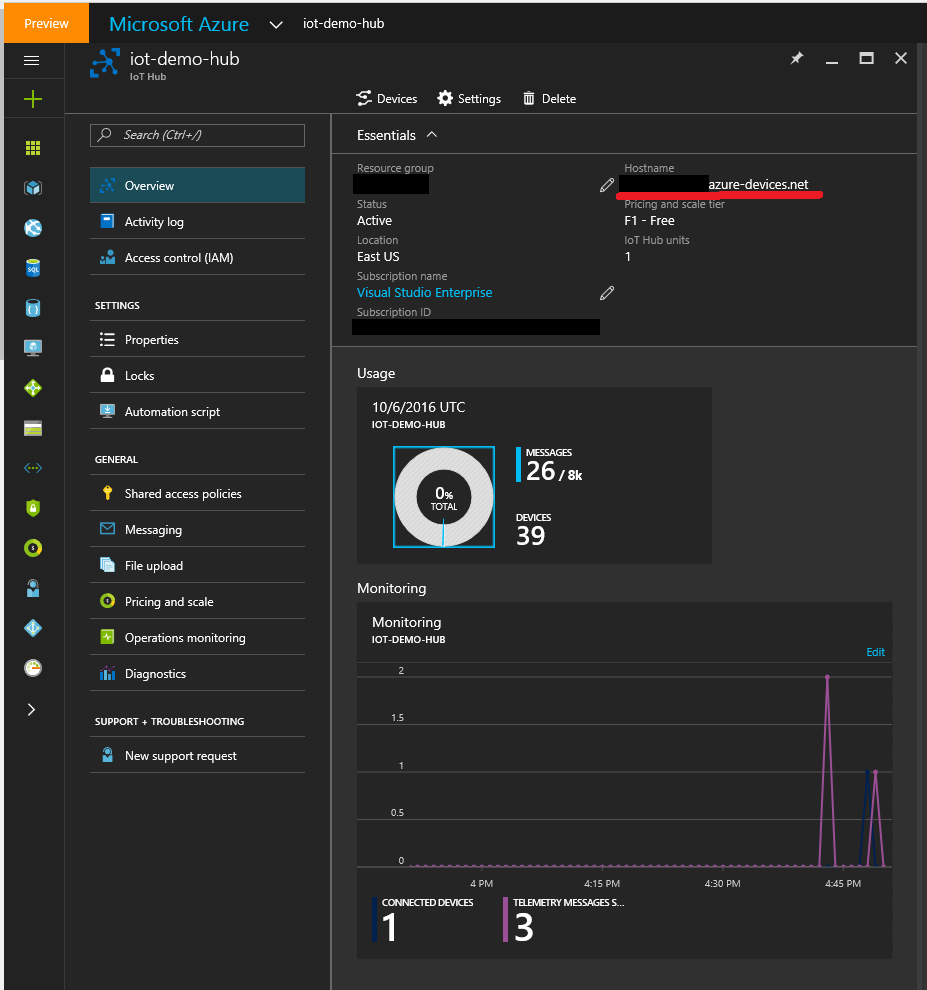 Preview
Microsoft Azure
iot-demo-hub
iot-demo-hub
IoT Hub
Devices
Settings
Delete
Search (Ctrl+/)
Overview
Activity log
Access control (IAM)
SETTINGS
Properties
Locks
Automation script
GENERAL
Shared access policies
Messaging
File upload
Pricing and scale
Operations monitoring
Diagnostics
SUPPORT + TROUBLESHOOTING
New support request
Essentials
Resource group
Status
Active
Location
East US
Subscription name
Visual Studio Enterprise
Subscription ID
Hostname
azure-devices.net
Pricing and scale tier
F1 - Free
IoT Hub units
1
Usage
10/6/2016 UTC
IOT-DEMO-HUB
0%
TOTAL
MESSAGES
26 / 8k
DEVICES
39
Monitoring
Monitoring
IOT-DEMO-HUB
Edit
2
1.5
1
0.5
0
4 PM
4:15 PM
4:30 PM
4:45 PM
CONNECTED DEVICES
1
TELEMETRY MESSAGES S...
3